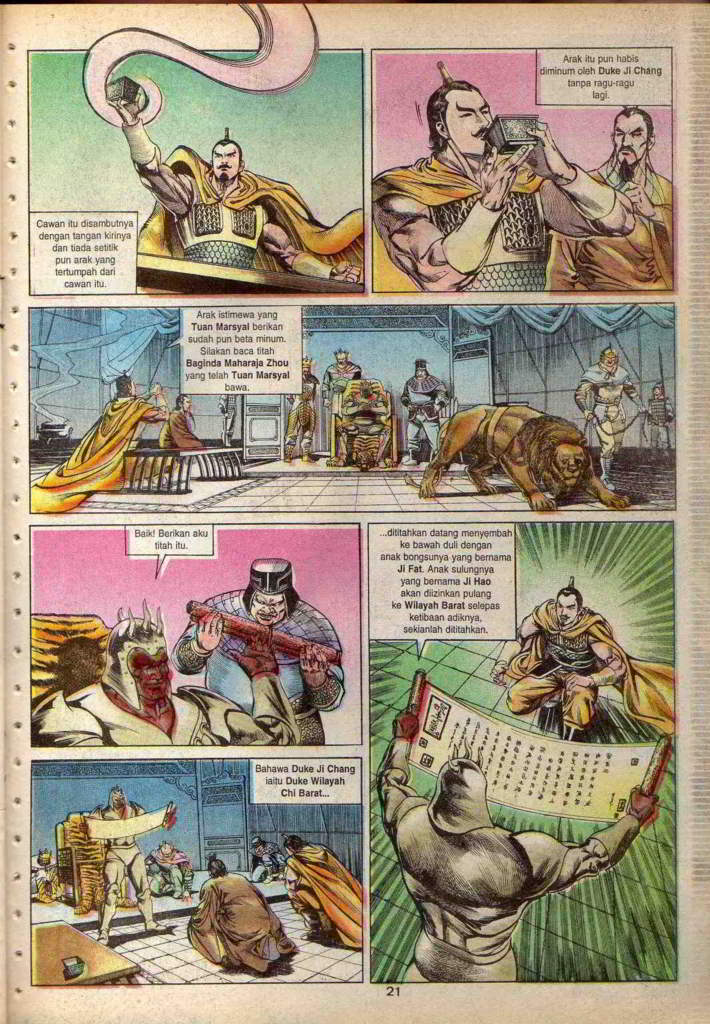 Cawan itu disambutnya
dengan tangan kirinya
dan tiada setitik
pun arak yang
tertumpah dari
cawan itu.
Arak itu pun habis
diminum oleh Duke Ji Chang
tanpa ragu-ragu
lagi.
Arak istimewa yang
Tuan Marsyal berikan
sudah pun beta minum.
Silakan baca titah
Baginda Maharaja Zhou
yang telah Tuan Marsyal
bawa.
Baik! Berikan aku
titah itu.
Bahawa Duke Ji Chang
iaitu Duke Wilayah
Chi Barat...
...dititahkan datang menyembah
ke bawah duli dengan
anak bongsunya yang bernama
Ji Fat. Anak sulungnya
yang bernama Ji Hao
akan diizinkan pulang
ke Wilayah Barat selepas
ketibaan adiknya,
sekianlah dititahkan.
21